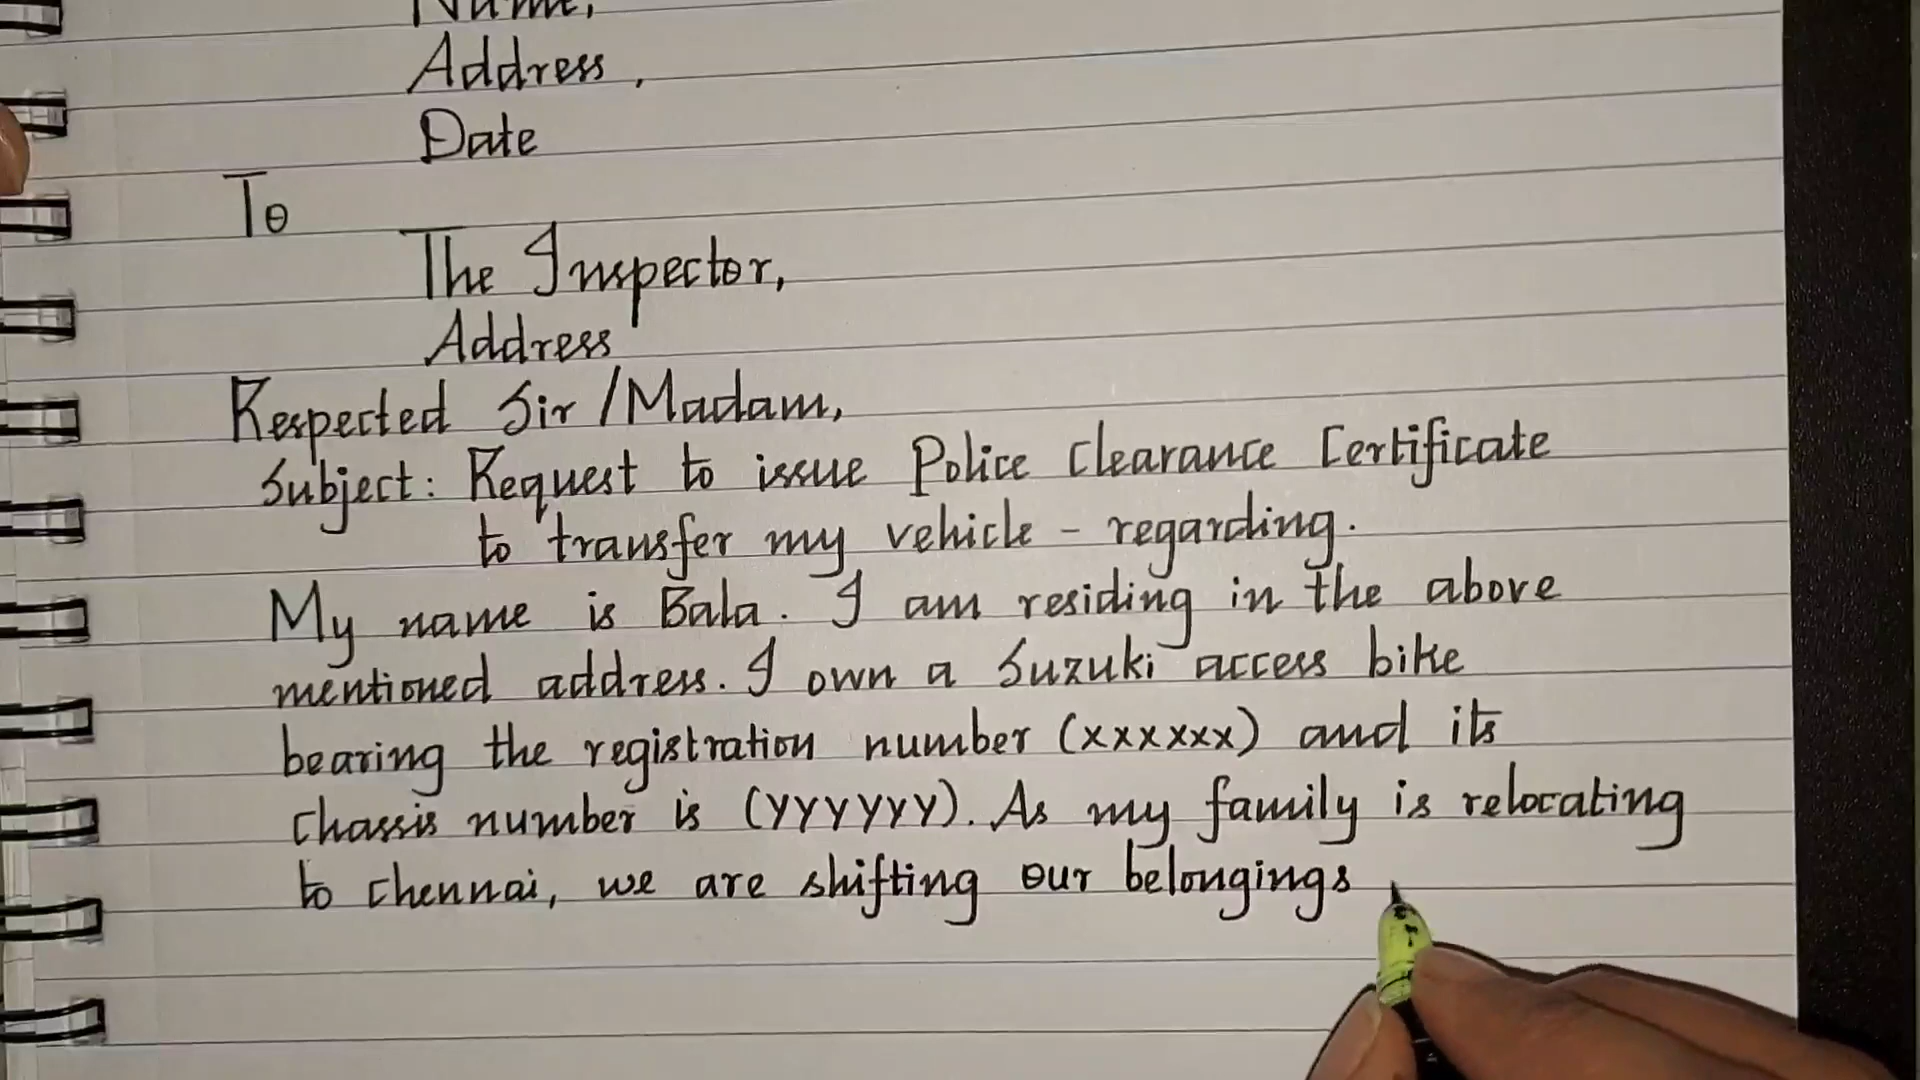 Name,
Address,
Date
To
The Inspector,
Address
Respected Sir/Madam,
Subject: Request to issue Police Clearance Certificate
to transfer my vehicle - regarding.
My name is Bala. I am residing in the above
mentioned address. I own a Suzuki access bike
bearing the registration number (xxxxxx) and its
chassis number is (YYYYYY). As my family is relocating
to chennai, we are shifting our belongings